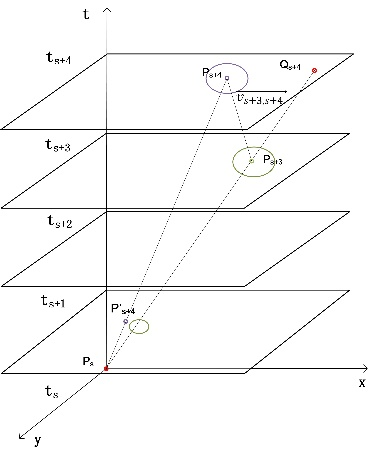 t
t_{s+4}
P_{s+4}
Q_{s+4}
v_{s+3,s+4}
t_{s+3}
P_{s+3}
t_{s+2}
t_{s+1}
P'_{s+4}
P_s
t_s
x
y